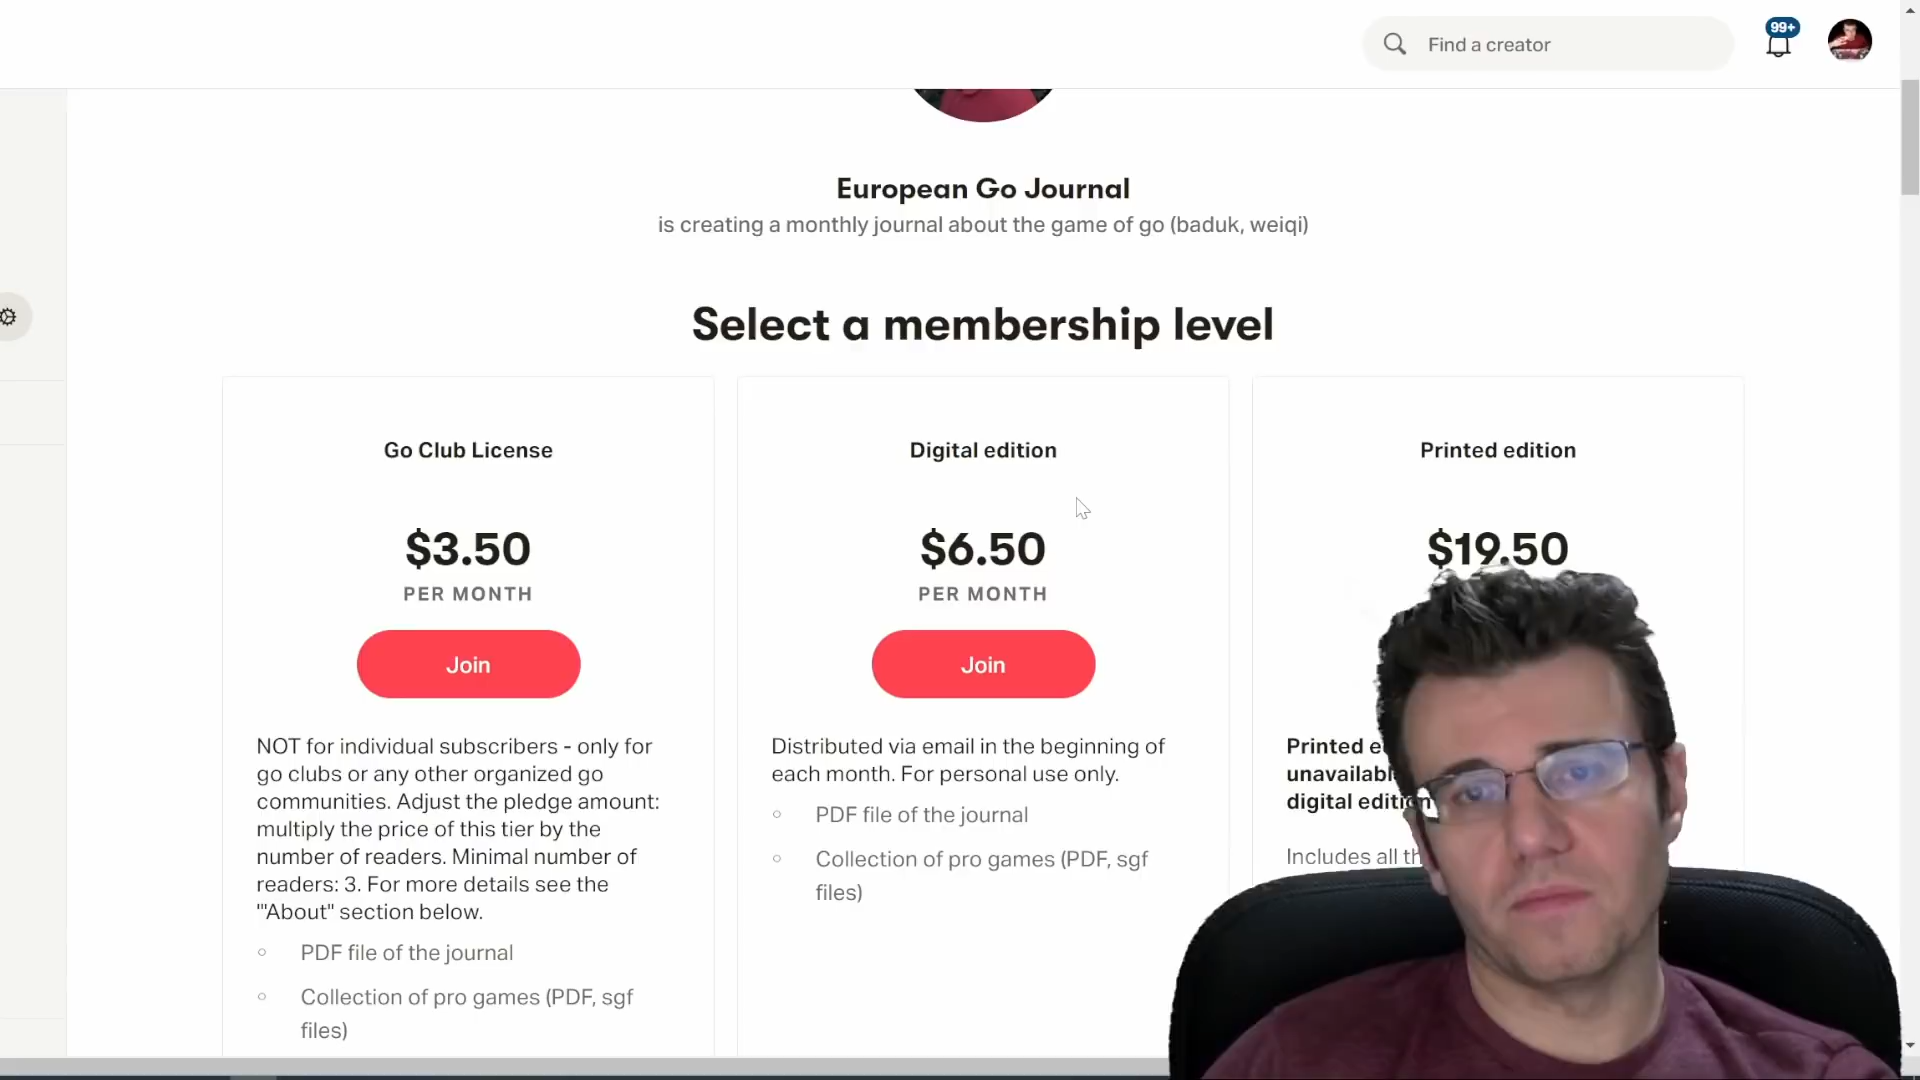 Find a creator
99+
European Go Journal
is creating a monthly journal about the game of go (baduk, weiqi)
Select a membership level
Go Club License
$3.50
PER MONTH
Join
NOT for individual subscribers - only for
go clubs or any other organized go
communities. Adjust the pledge amount:
multiply the price of this tier by the
number of readers. Minimal number of
readers: 3. For more details see the
"'About" section below.
PDF file of the journal
Collection of pro games (PDF, sgf
files)
Digital edition
$6.50
PER MONTH
Join
Distributed via email in the beginning of
each month. For personal use only.
PDF file of the journal
Collection of pro games (PDF, sgf
files)
Printed edition
$19.50
Printed
digital
Includes all